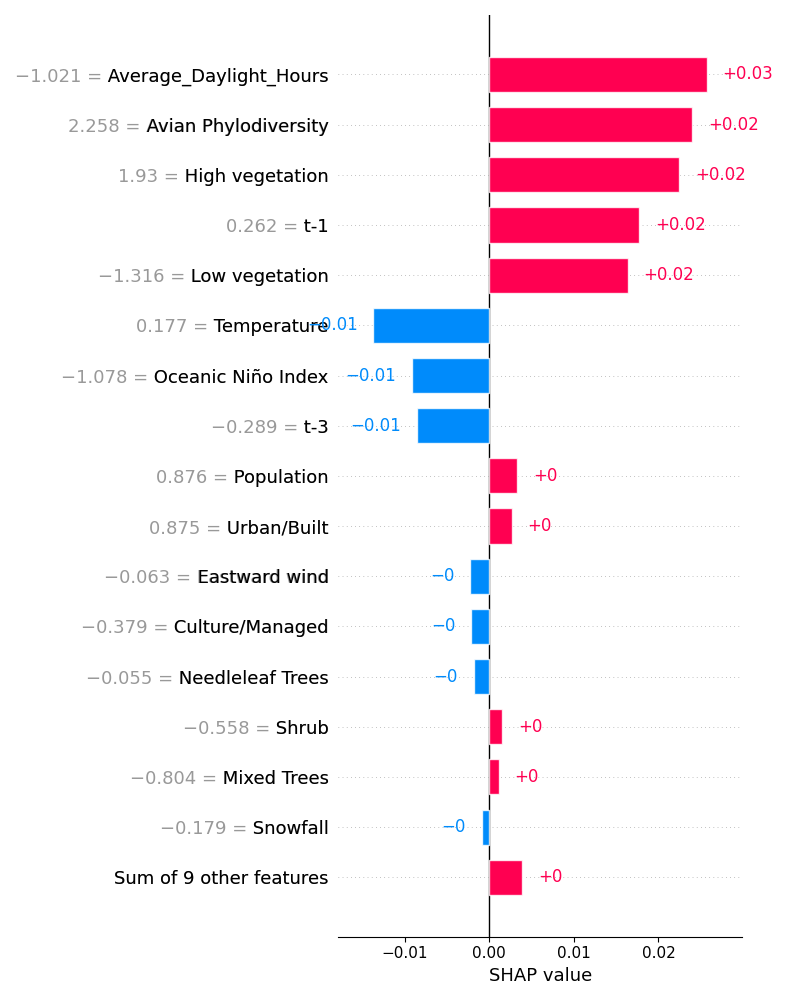 −1.021 = Average_Daylight_Hours +0.03
2.258 = Avian Phylodiversity +0.02
1.93 = High vegetation +0.02
0.262 = t-1 +0.02
−1.316 = Low vegetation +0.02
0.177 = Temperature −0.01
−1.078 = Oceanic Niño Index −0.01
−0.289 = t-3 −0.01
0.876 = Population +0
0.875 = Urban/Built +0
−0.063 = Eastward wind −0
−0.379 = Culture/Managed −0
−0.055 = Needleleaf Trees −0
−0.558 = Shrub +0
−0.804 = Mixed Trees +0
−0.179 = Snowfall −0
Sum of 9 other features +0
−0.01 0.00 0.01 0.02
SHAP value